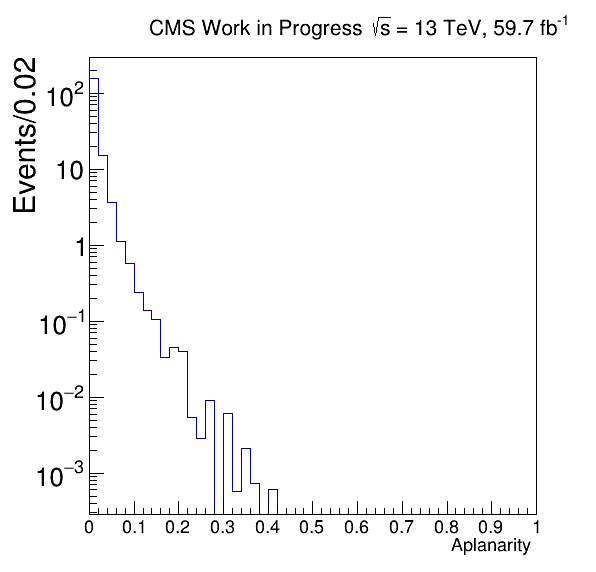 CMS Work in Progress √s = 13 TeV, 59.7 fb⁻¹
Events/0.02
10²
10
1
10⁻¹
10⁻²
10⁻³
0 0.1 0.2 0.3 0.4 0.5 0.6 0.7 0.8 0.9 1
Aplanarity